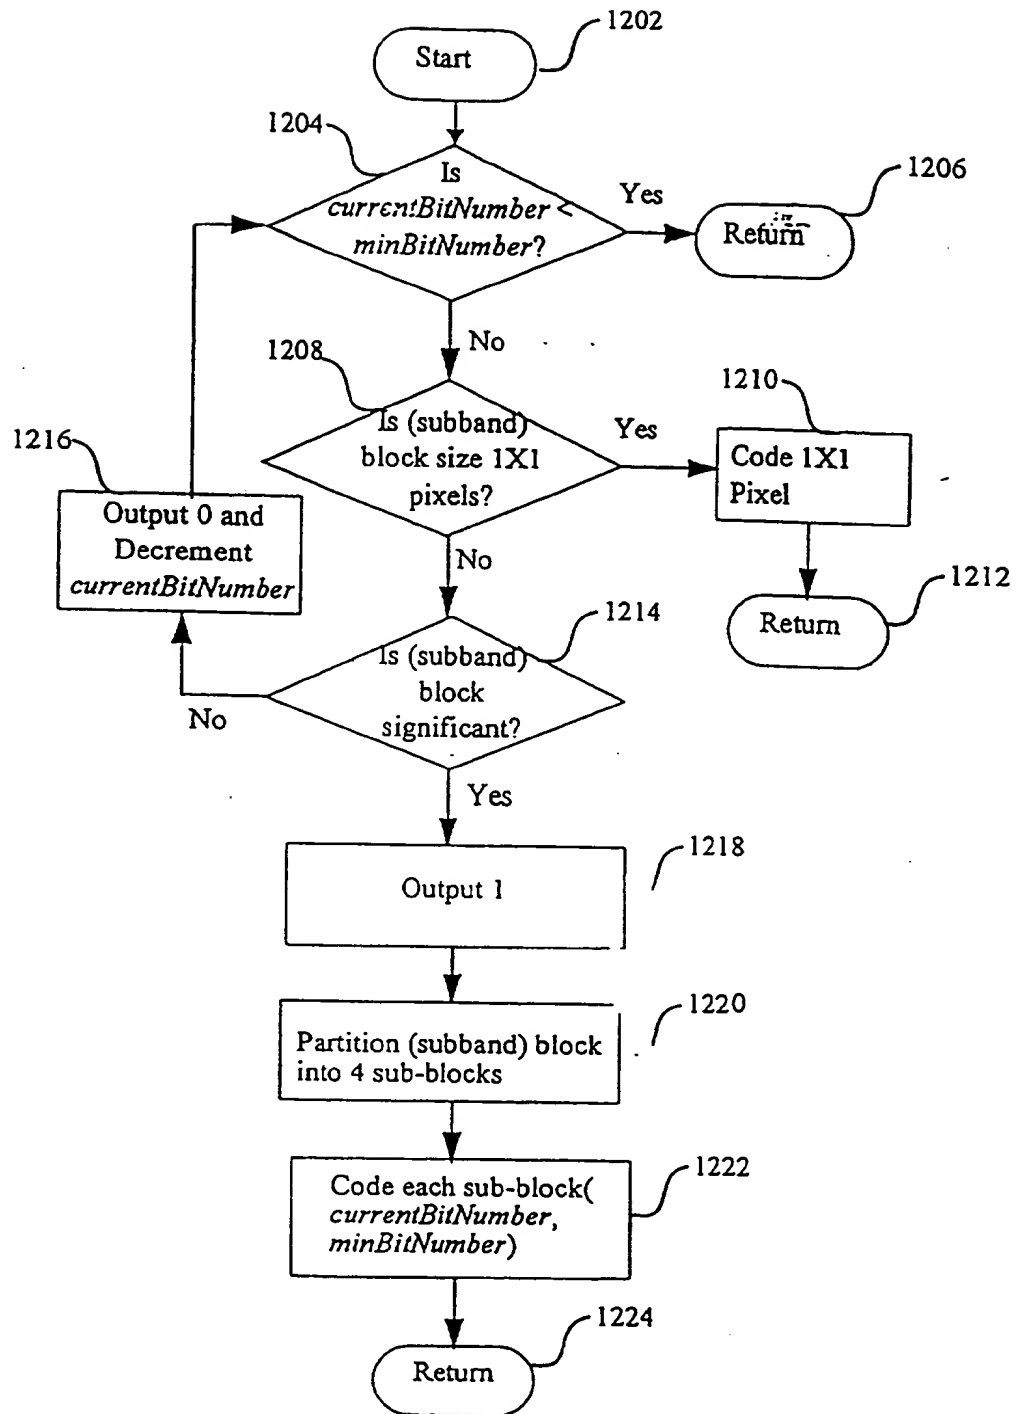 1202
Start
1204
Is
currentBitNumber <
minBitNumber?
Yes
1206
Return
No
1208
Is (subband)
block size 1X1
pixels?
Yes
1210
Code 1X1
Pixel
1216
Output 0 and
Decrement
currentBitNumber
No
1212
Return
1214
Is (subband)
block
significant?
No
Yes
1218
Output 1
1220
Partition (subband) block
into 4 sub-blocks
1222
Code each sub-block(
currentBitNumber,
minBitNumber)
1224
Return